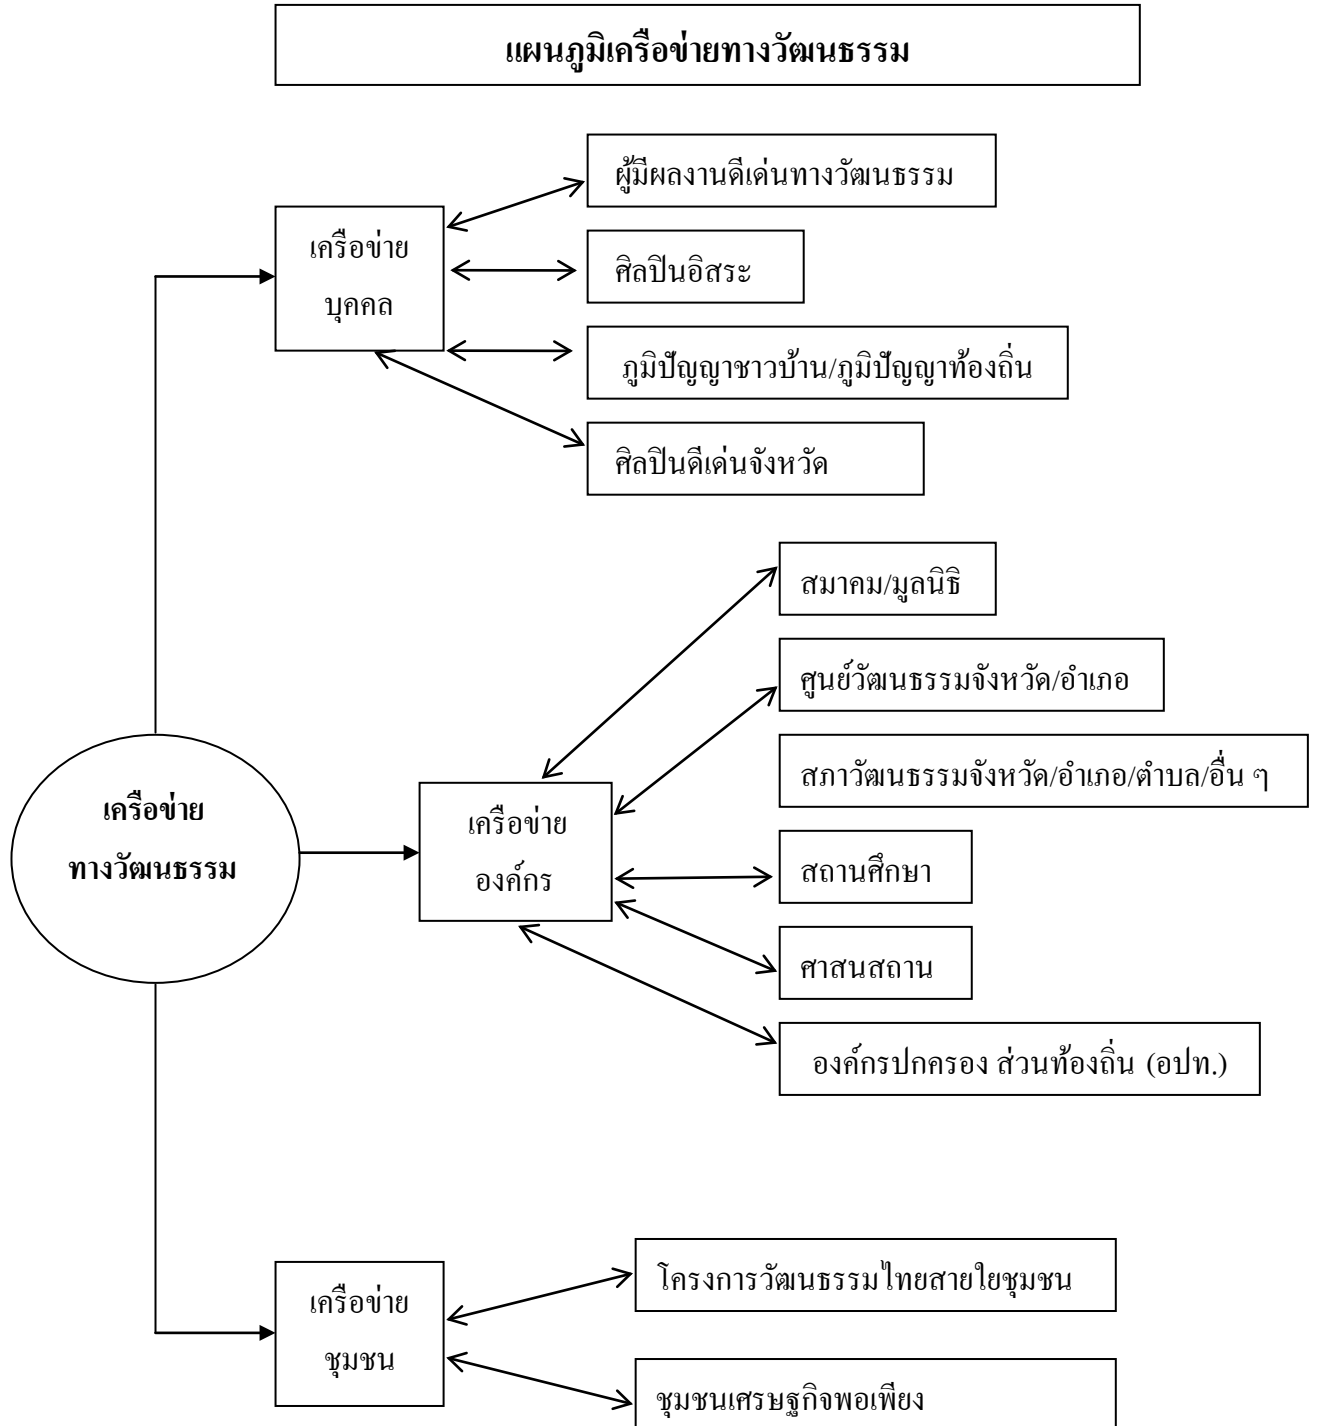 แผนภูมิเครือข่ายทางวัฒนธรรม
ผู้มีผลงานดีเด่นทางวัฒนธรรม
เครือข่าย
บุคคล
ศิลปินอิสระ
ภูมิปัญญาชาวบ้าน/ภูมิปัญญาท้องถิ่น
ศิลปินดีเด่นจังหวัด
สมาคม/มูลนิธิ
ศูนย์วัฒนธรรมจังหวัด/อำเภอ
สภาวัฒนธรรมจังหวัด/อำเภอ/ตำบล/อื่น ๆ
เครือข่าย
ทางวัฒนธรรม
เครือข่าย
องค์กร
สถานศึกษา
ศาสนสถาน
องค์กรปกครอง ส่วนท้องถิ่น (อปท.)
โครงการวัฒนธรรมไทยสายใยชุมชน
เครือข่าย
ชุมชน
ชุมชนเศรษฐกิจพอเพียง